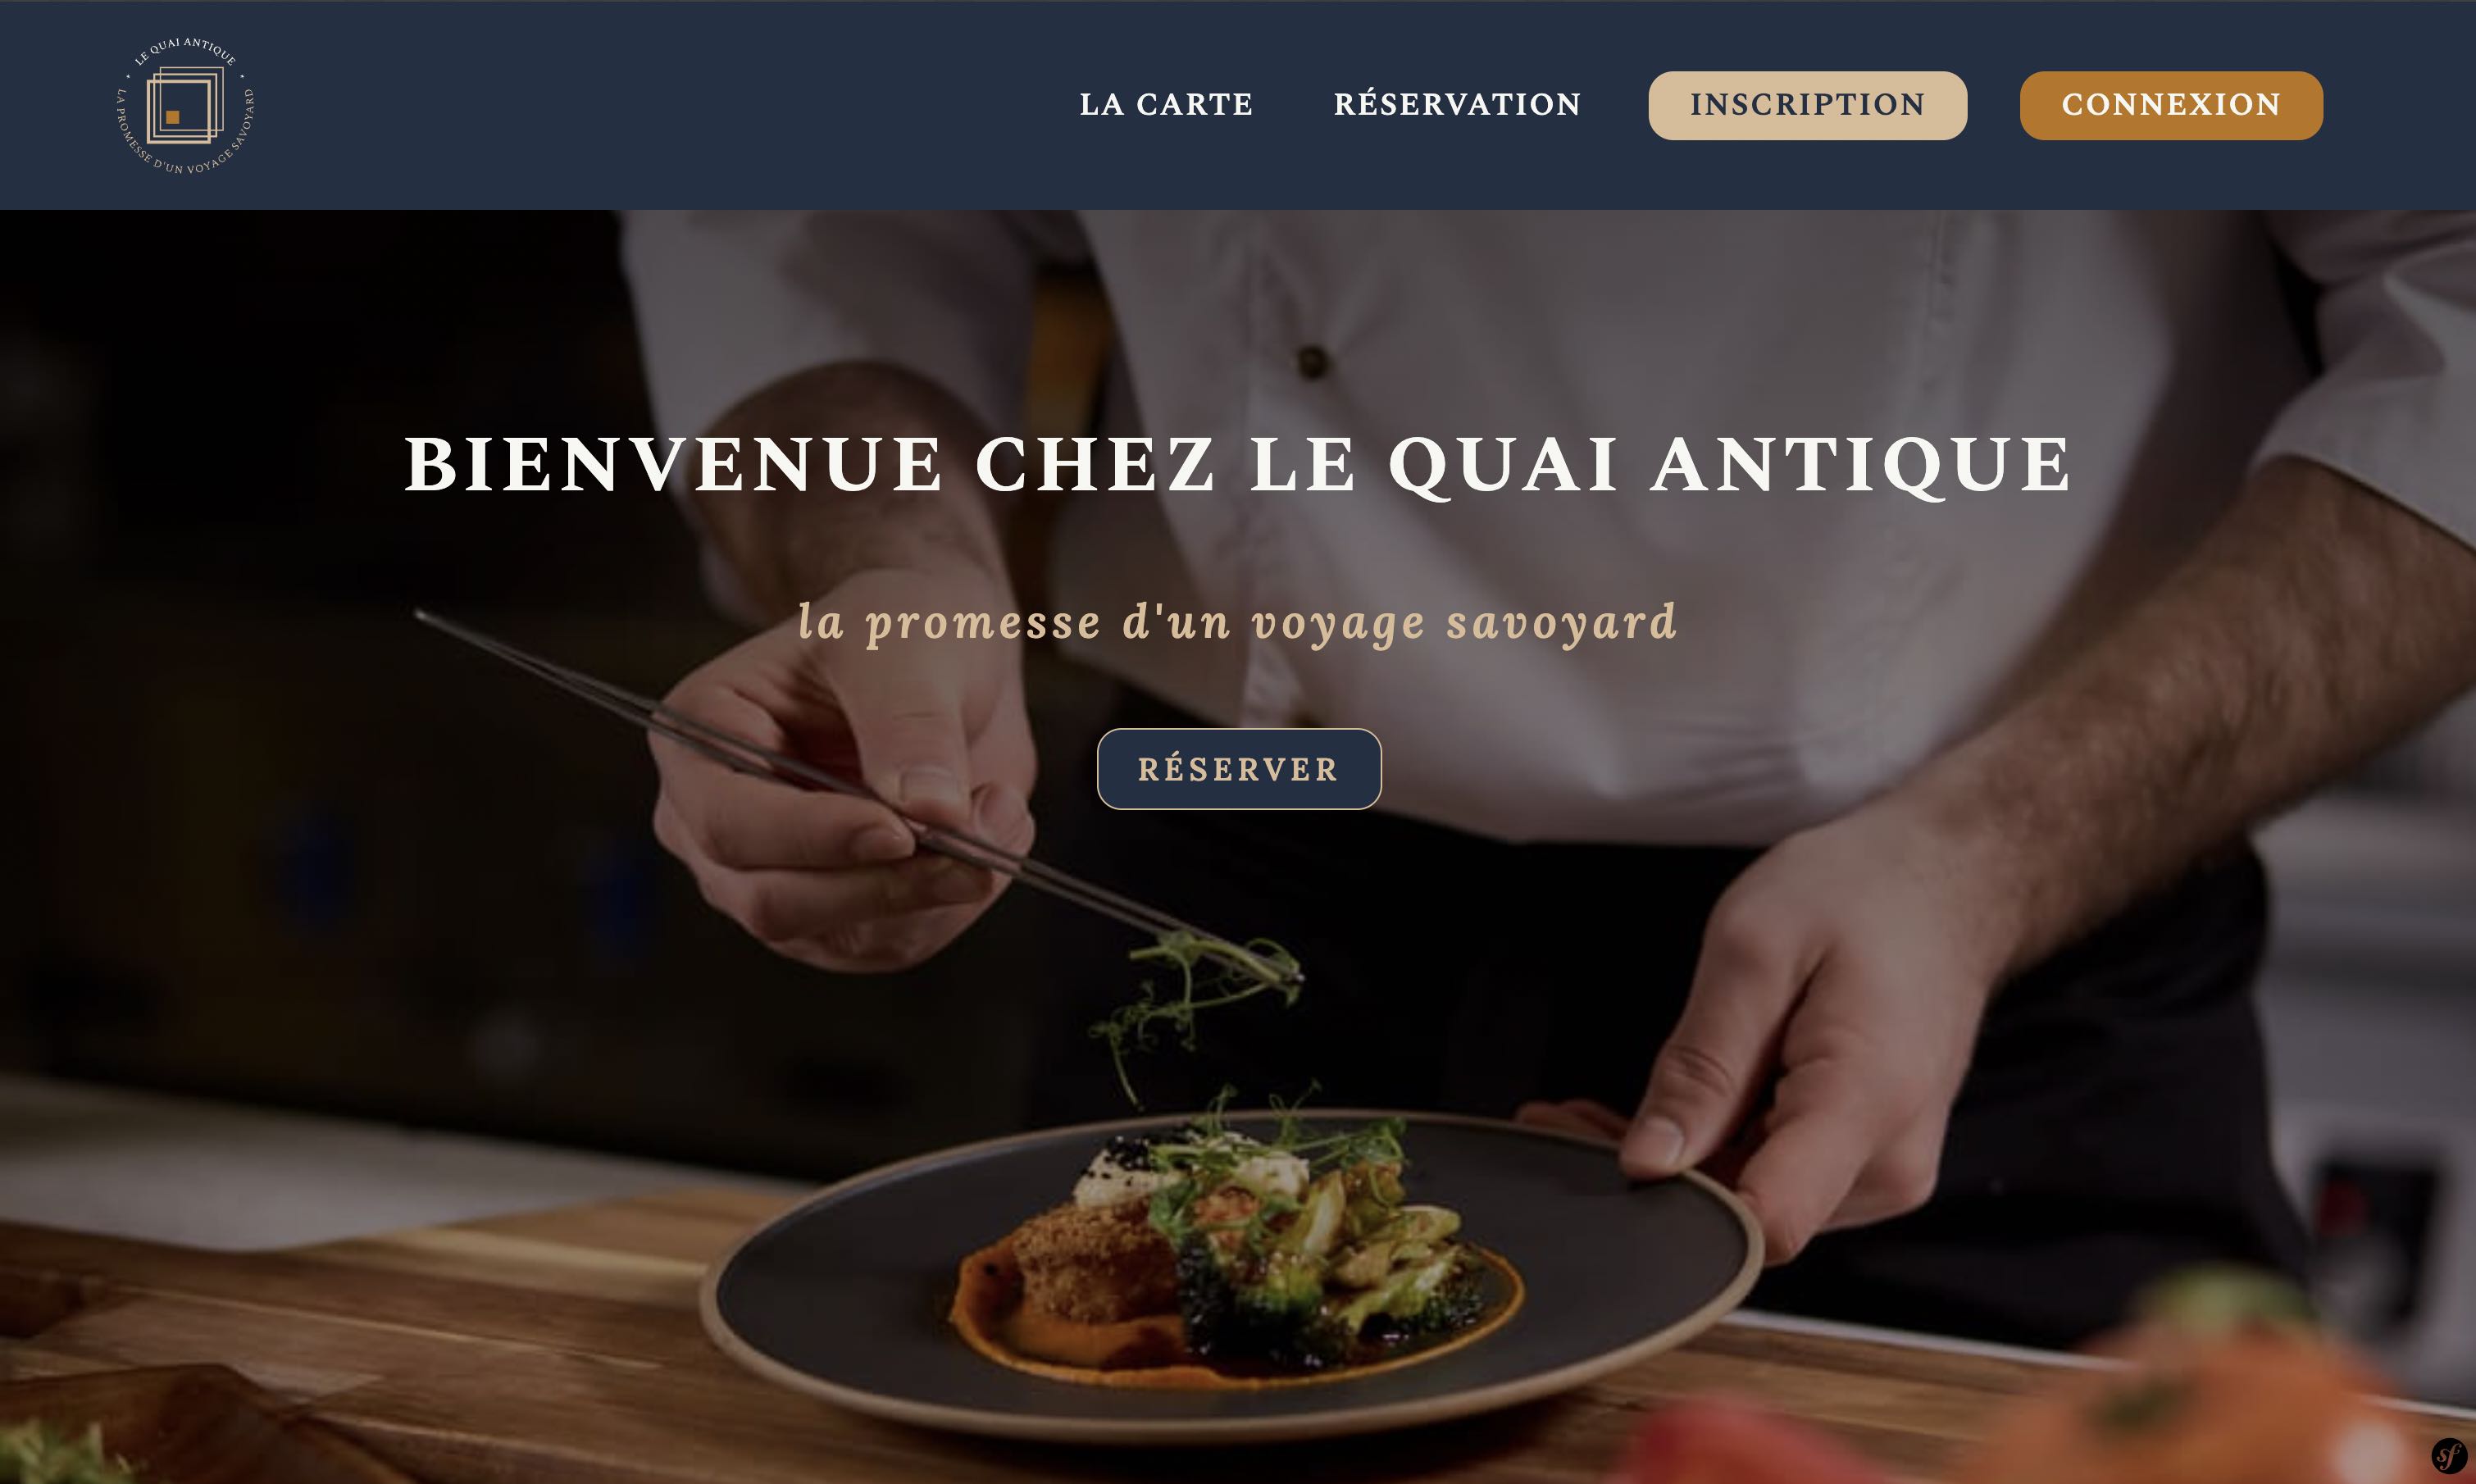 LE QUAI ANTIQUE
LA PROMESSE D'UN VOYAGE SAVOYARD
LA CARTE
RÉSERVATION
INSCRIPTION
CONNEXION
BIENVENUE CHEZ LE QUAI ANTIQUE
la promesse d'un voyage savoyard
RÉSERVER
sf